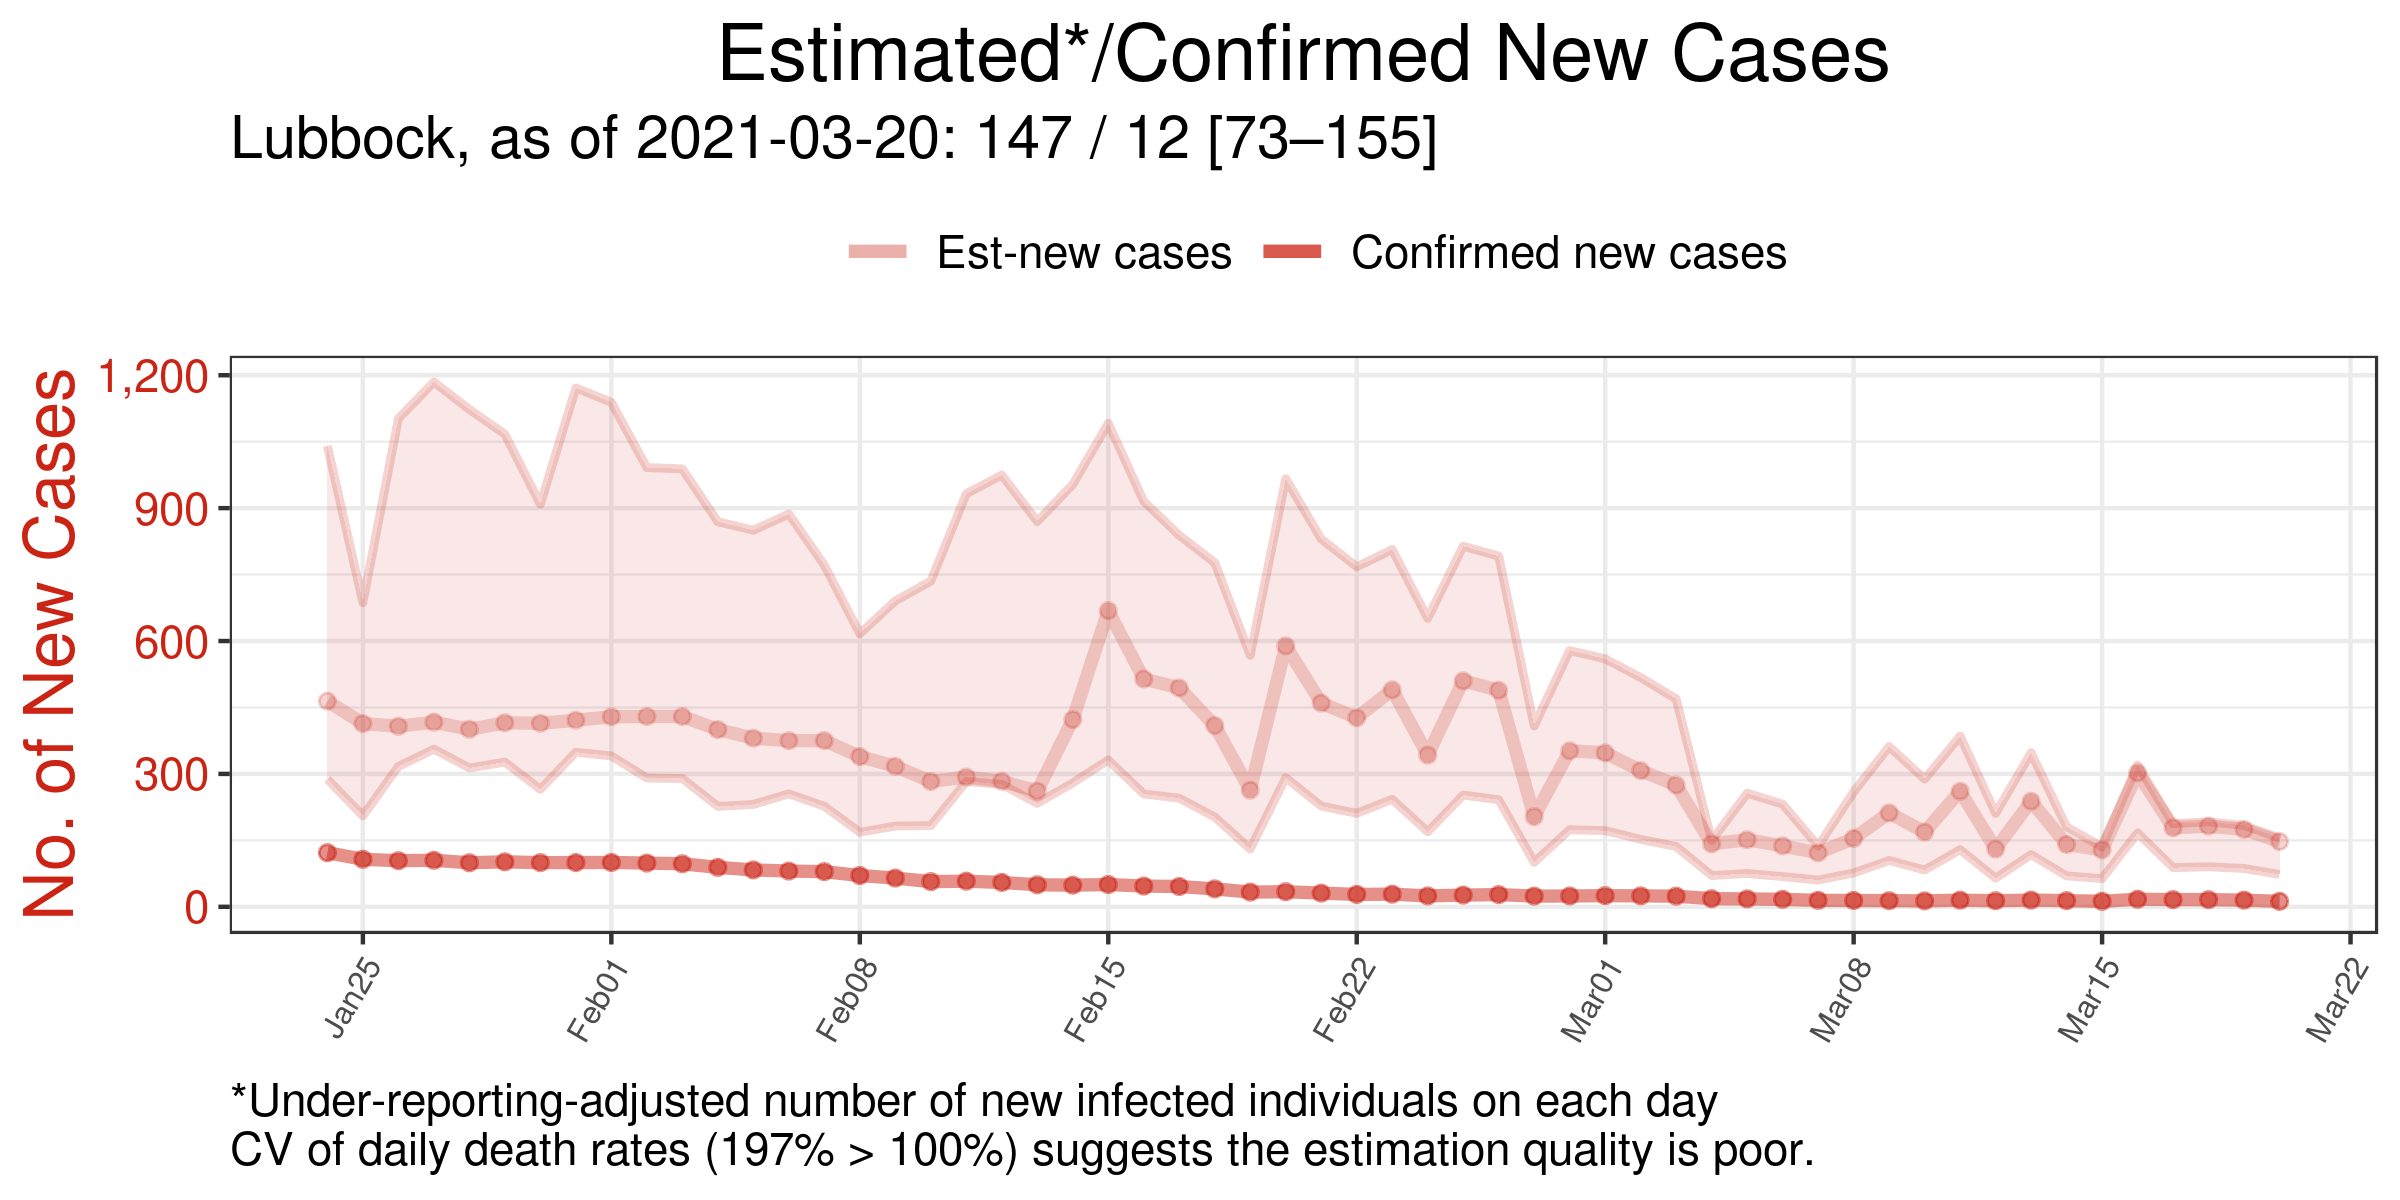 Estimated*/Confirmed New Cases
Lubbock, as of 2021-03-20: 147 / 12 [73–155]
Est-new cases
Confirmed new cases
No. of New Cases
1,200
900
600
300
0
Jan25
Feb01
Feb08
Feb15
Feb22
Mar01
Mar08
Mar15
Mar22
*Under-reporting-adjusted number of new infected individuals on each day
CV of daily death rates (197% > 100%) suggests the estimation quality is poor.